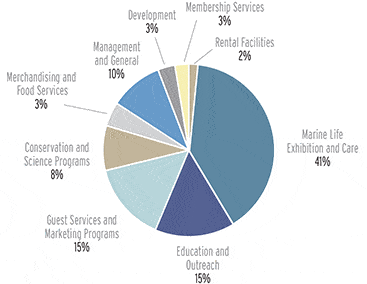 Development
3%
Membership Services
3%
Rental Facilities
2%
Management
and General
10%
Merchandising and
Food Services
3%
Marine Life
Exhibition and Care
41%
Conservation and
Science Programs
8%
Guest Services and
Marketing Programs
15%
Education and
Outreach
15%